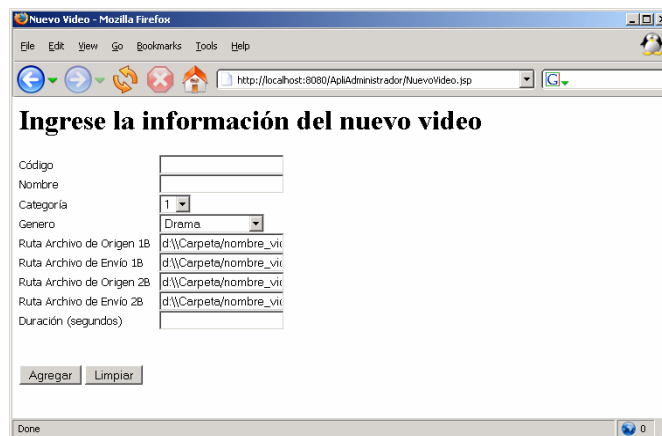 Nuevo Video - Mozilla Firefox
File Edit View Go Bookmarks Tools Help
http://localhost:8080/ApliAdministrador/NuevoVideo.jsp G
Ingrese la información del nuevo video
Código
Nombre
Categoría 1
Genero Drama
Ruta Archivo de Origen 1B d:\\Carpeta/nombre_vic
Ruta Archivo de Envío 1B d:\\Carpeta/nombre_vic
Ruta Archivo de Origen 2B d:\\Carpeta/nombre_vic
Ruta Archivo de Envío 2B d:\\Carpeta/nombre_vic
Duración (segundos)
Agregar Limpiar
Done 0